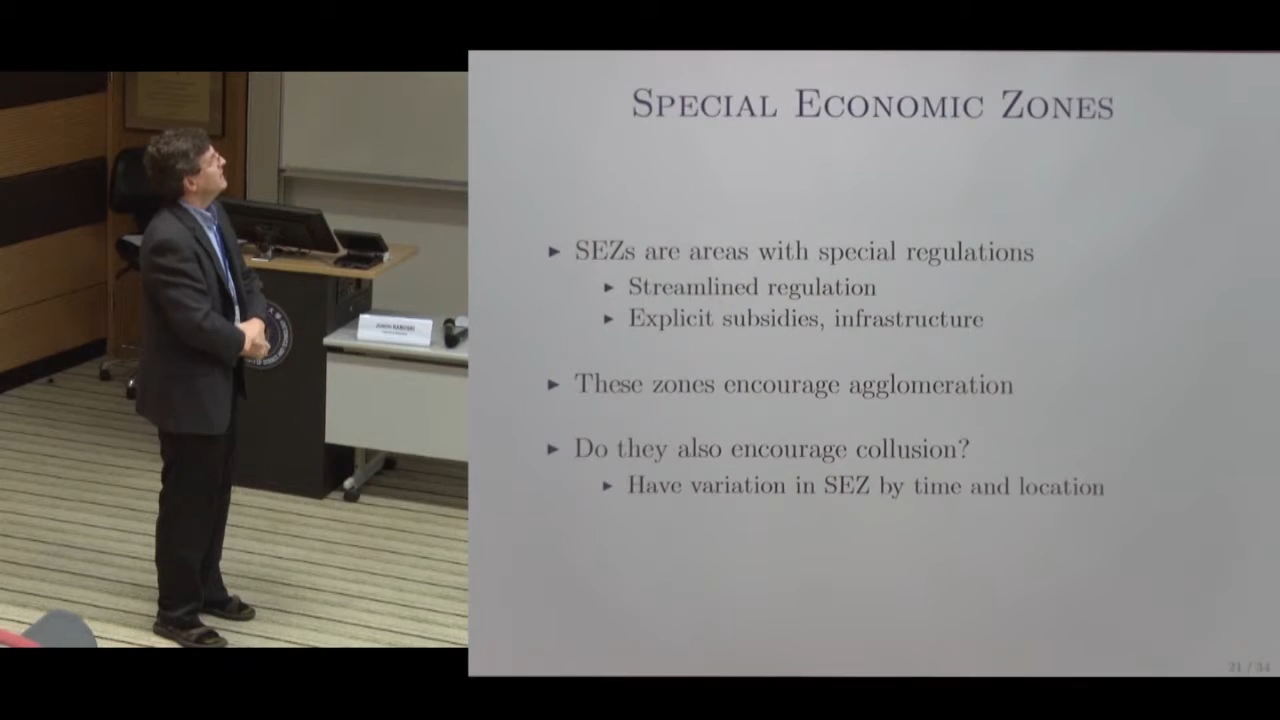 SPECIAL ECONOMIC ZONES
► SEZs are areas with special regulations
► Streamlined regulation
► Explicit subsidies, infrastructure
► These zones encourage agglomeration
► Do they also encourage collusion?
► Have variation in SEZ by time and location
21 / 34